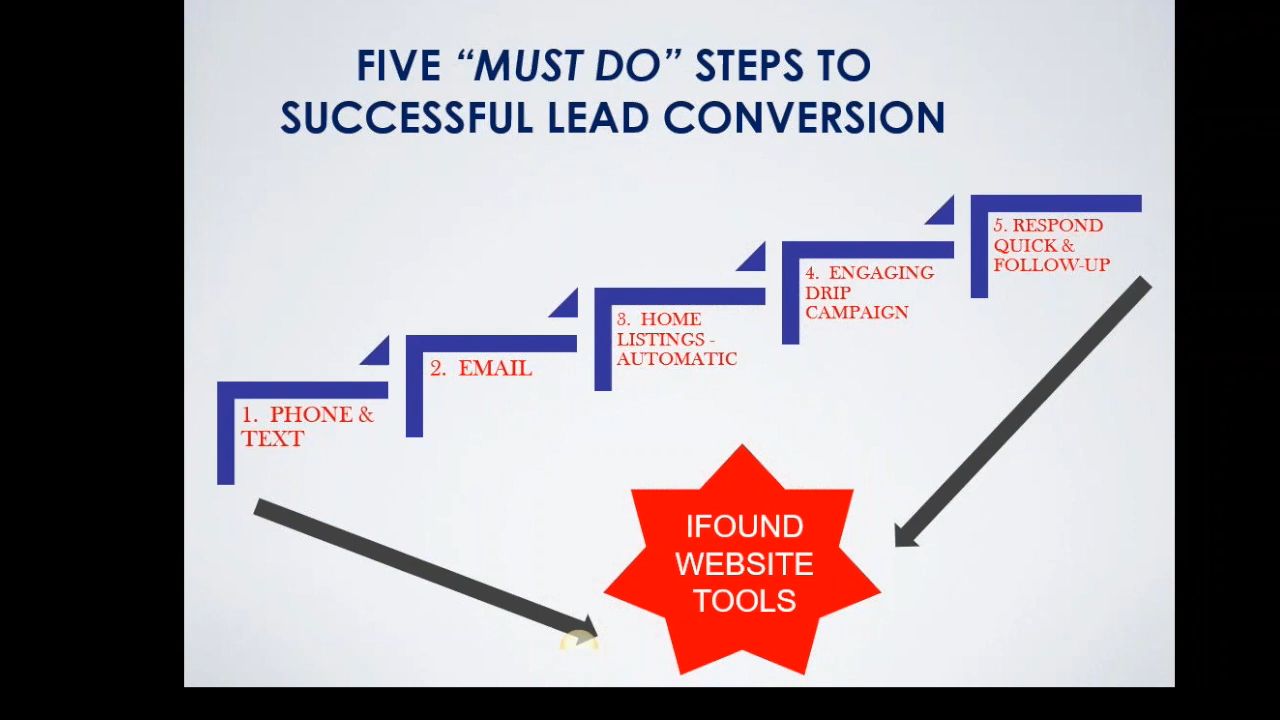 FIVE “MUST DO” STEPS TO
SUCCESSFUL LEAD CONVERSION
1. PHONE &
TEXT
2. EMAIL
3. HOME
LISTINGS -
AUTOMATIC
4. ENGAGING
DRIP
CAMPAIGN
5. RESPOND
QUICK &
FOLLOW-UP
IFOUND
WEBSITE
TOOLS